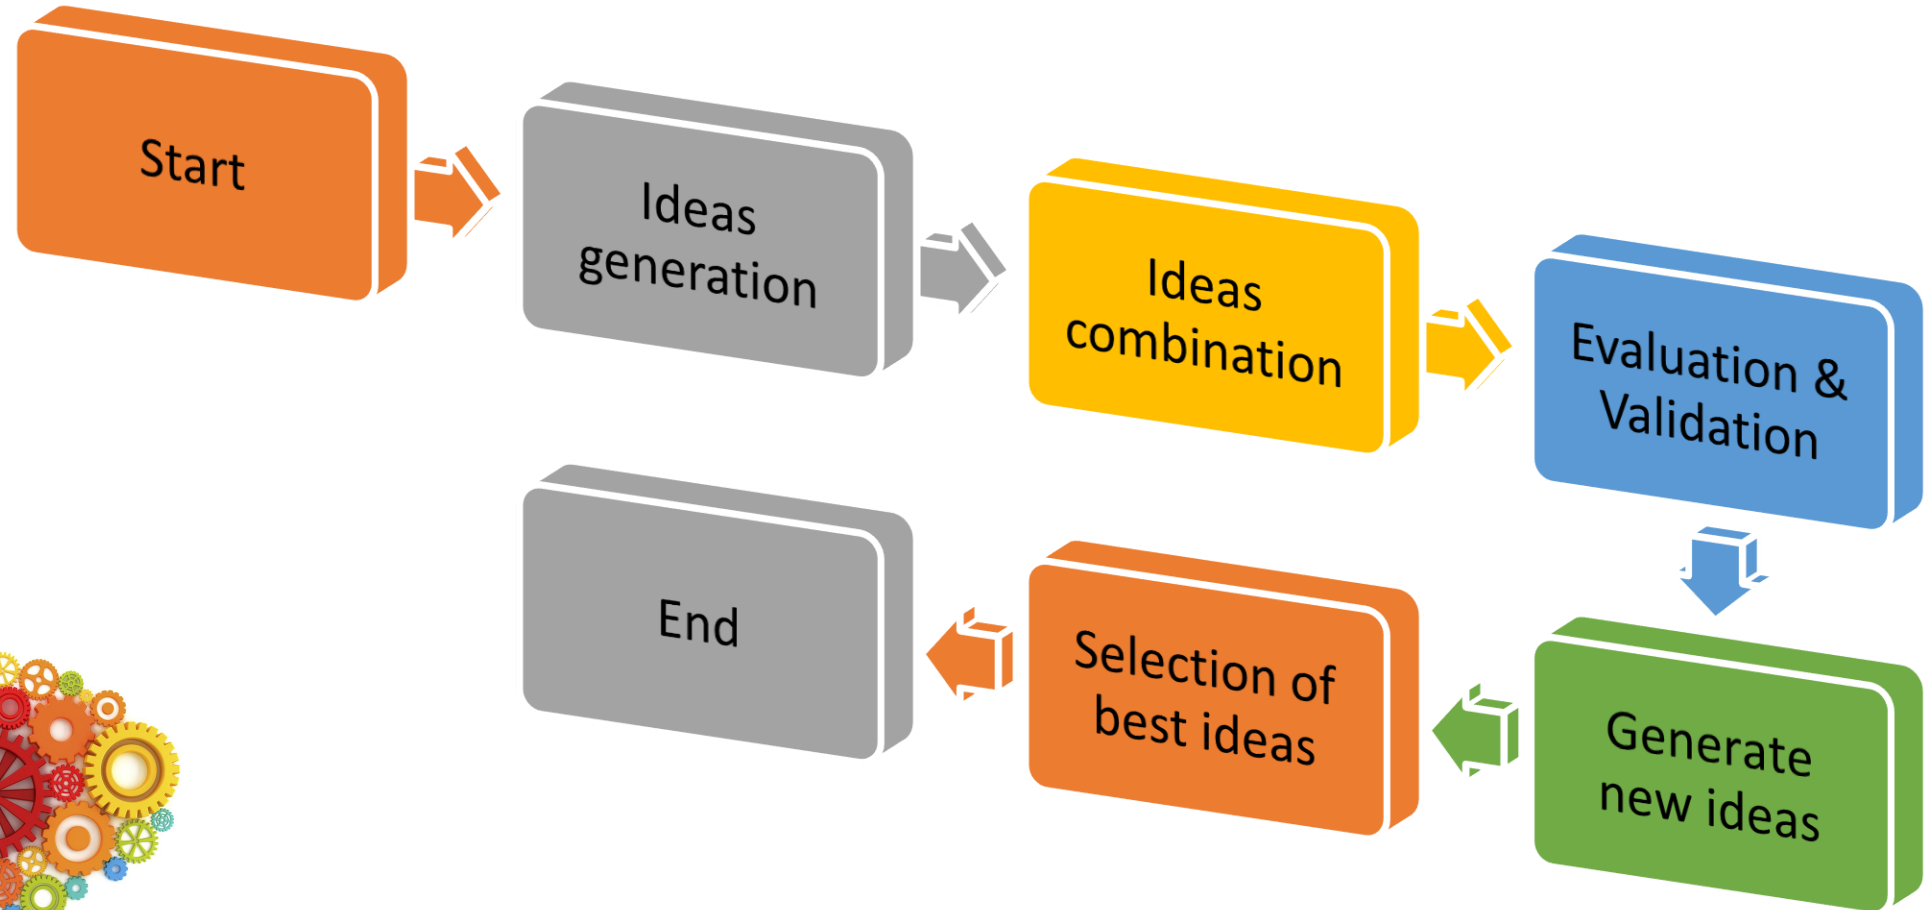 Start
Ideas
generation
Ideas
combination
Evaluation &
Validation
Generate
new ideas
Selection of
best ideas
End